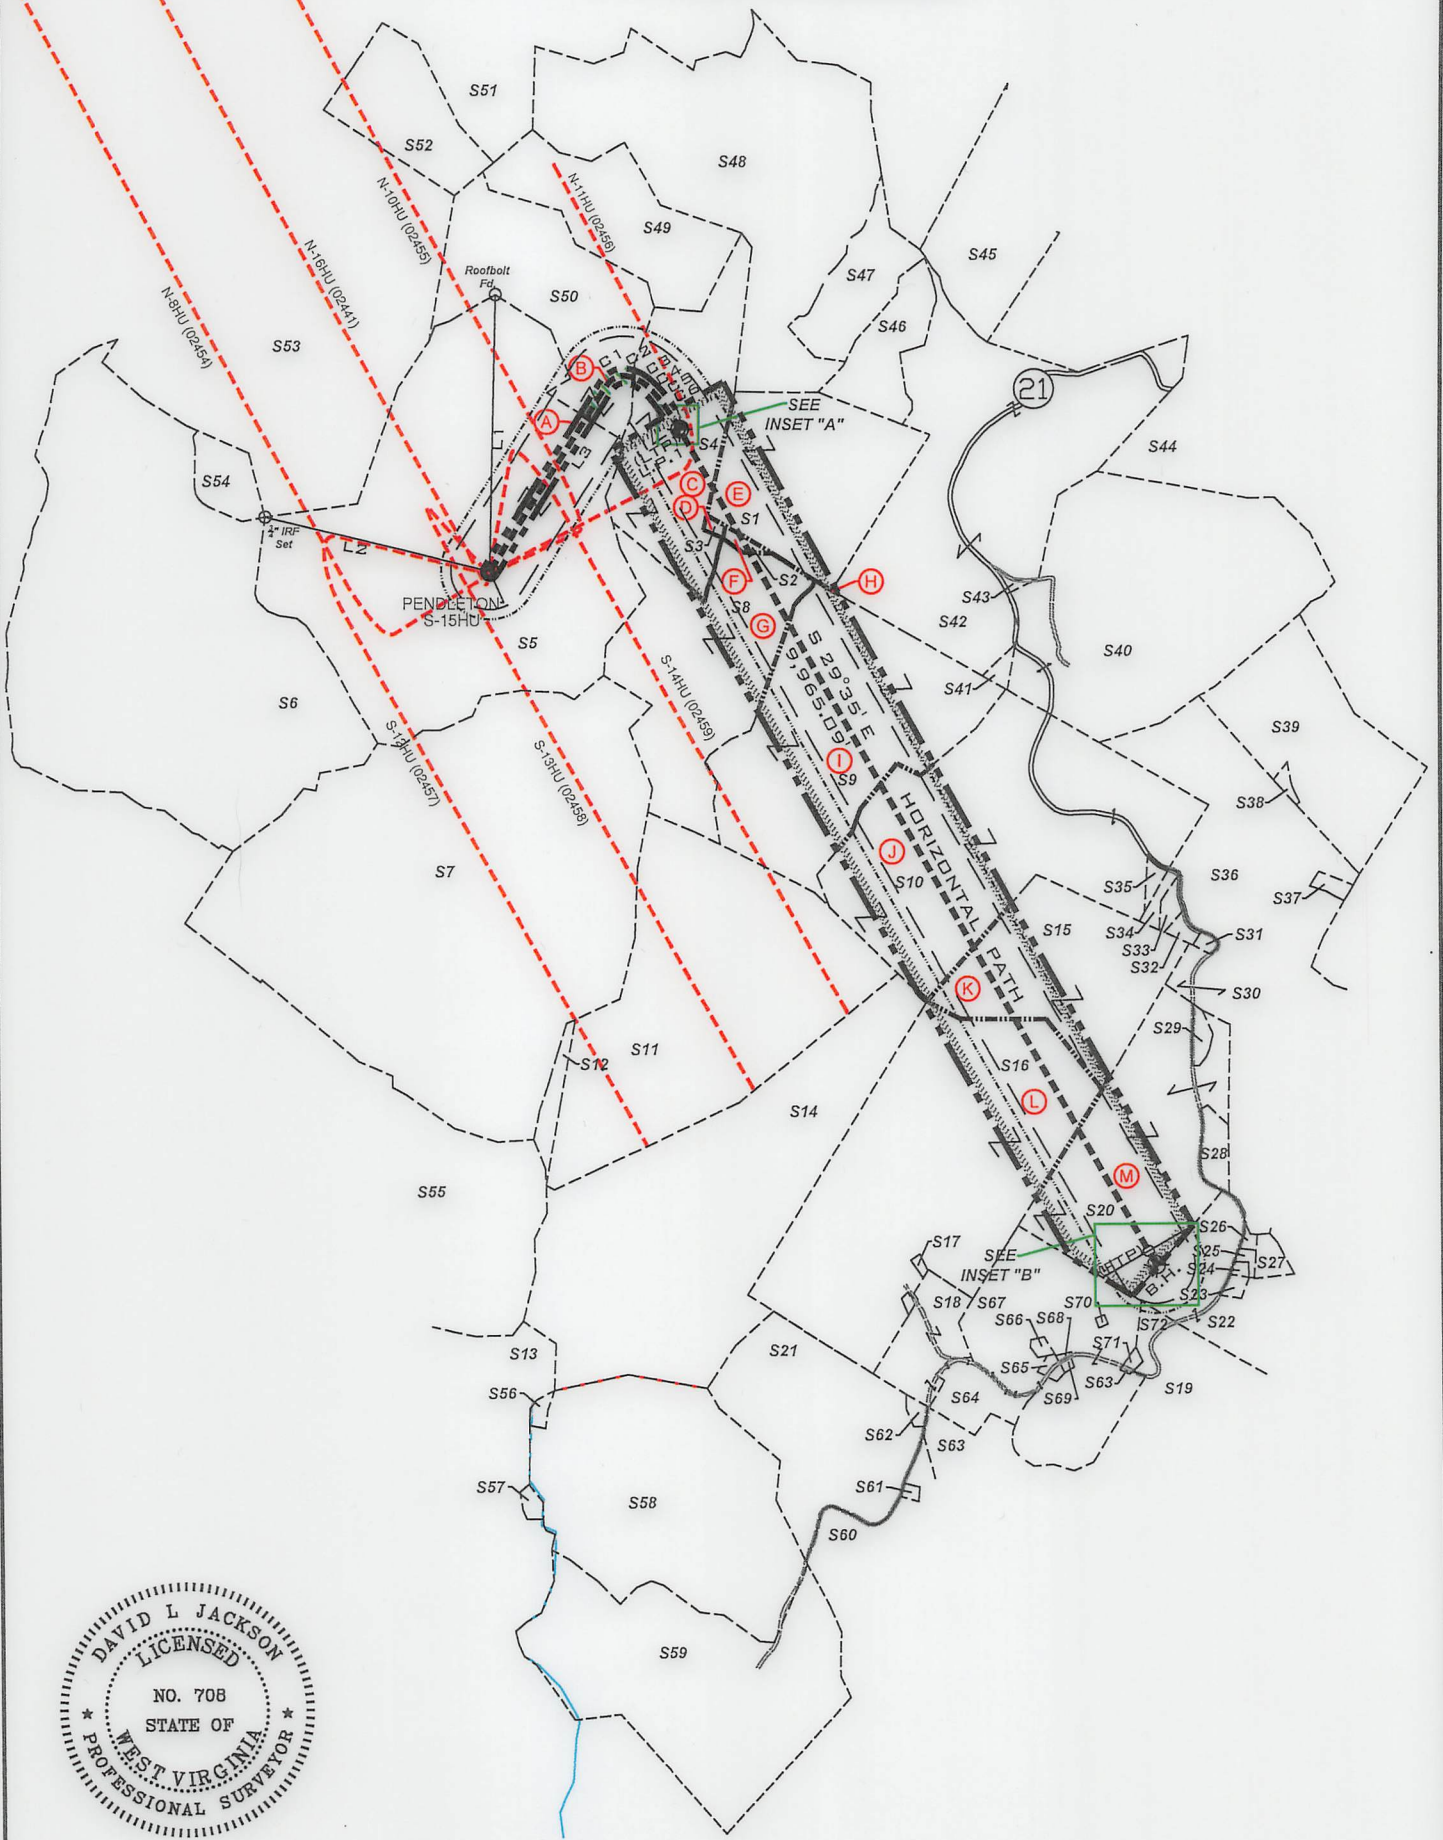 S51
S52
S48
N-11HU (02456)
N-10HU (02455)
S49
N-16HU (02441)
S45
S47
Roofbolt
Fd.
S50
N-8HU (02454)
S46
S53
B
21
SEE
INSET "A"
A
S4
L1
L3
S44
S54
C
E
D
S1
½" IRF
Set
L2
S3
F
S2
H
PENDLETON
S-15HU
S8
G
S43
S42
S5
S40
S 29°35' E
9,965.09'
S-14HU (02459)
S41
S6
S39
S-12HU (02457)
S-13HU (02458)
I
S9
S38
HORIZONTAL PATH
S7
J
S10
S35
S36
S37
S15
S34
S33
S32
S31
K
S30
S29
S11
S12
S16
L
S14
S28
M
S55
S20
S26
S17
SEE
INSET "B"
B.H.
S25
S24
S27
S23
S18
S67
S70
S66
S68
S72
S22
S13
S21
S71
S65
S56
S64
S69
S63
S19
S62
S63
S57
S61
S58
S60
S59
DAVID L JACKSON
LICENSED
NO. 708
STATE OF
WEST VIRGINIA
PROFESSIONAL SURVEYOR